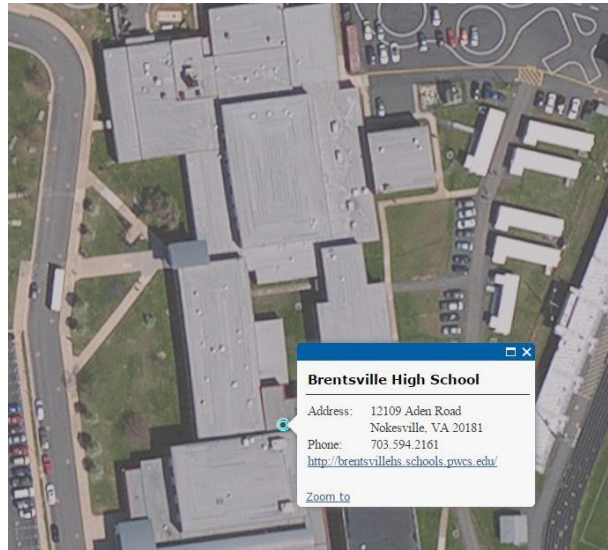 Brentsville High School
Address: 12109 Aden Road
Nokesville, VA 20181
Phone: 703.594.2161
http://brentsvillehs.schools.pwcs.edu/
Zoom to